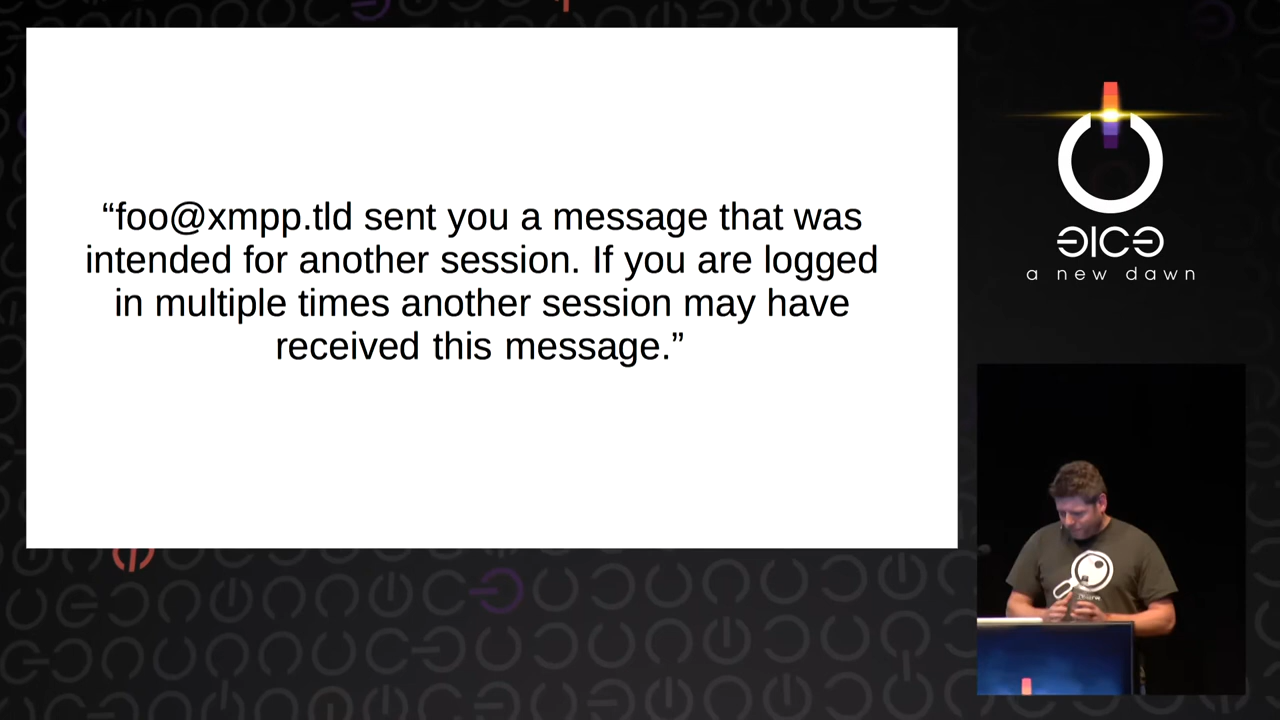 “foo@xmpp.tld sent you a message that was
intended for another session. If you are logged
in multiple times another session may have
received this message.”
a new dawn